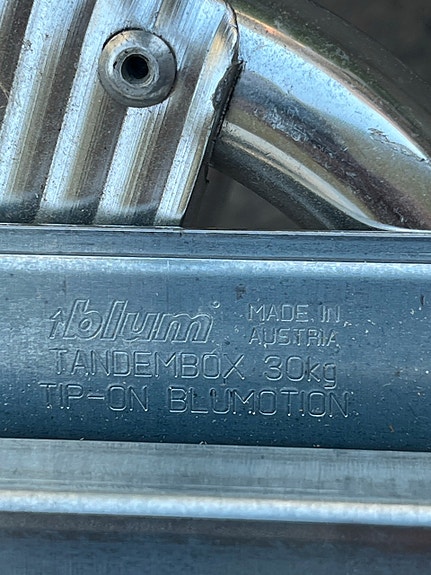 blum MADE IN
AUSTRIA
TANDEMBOX 30kg
TIP-ON BLUMOTION